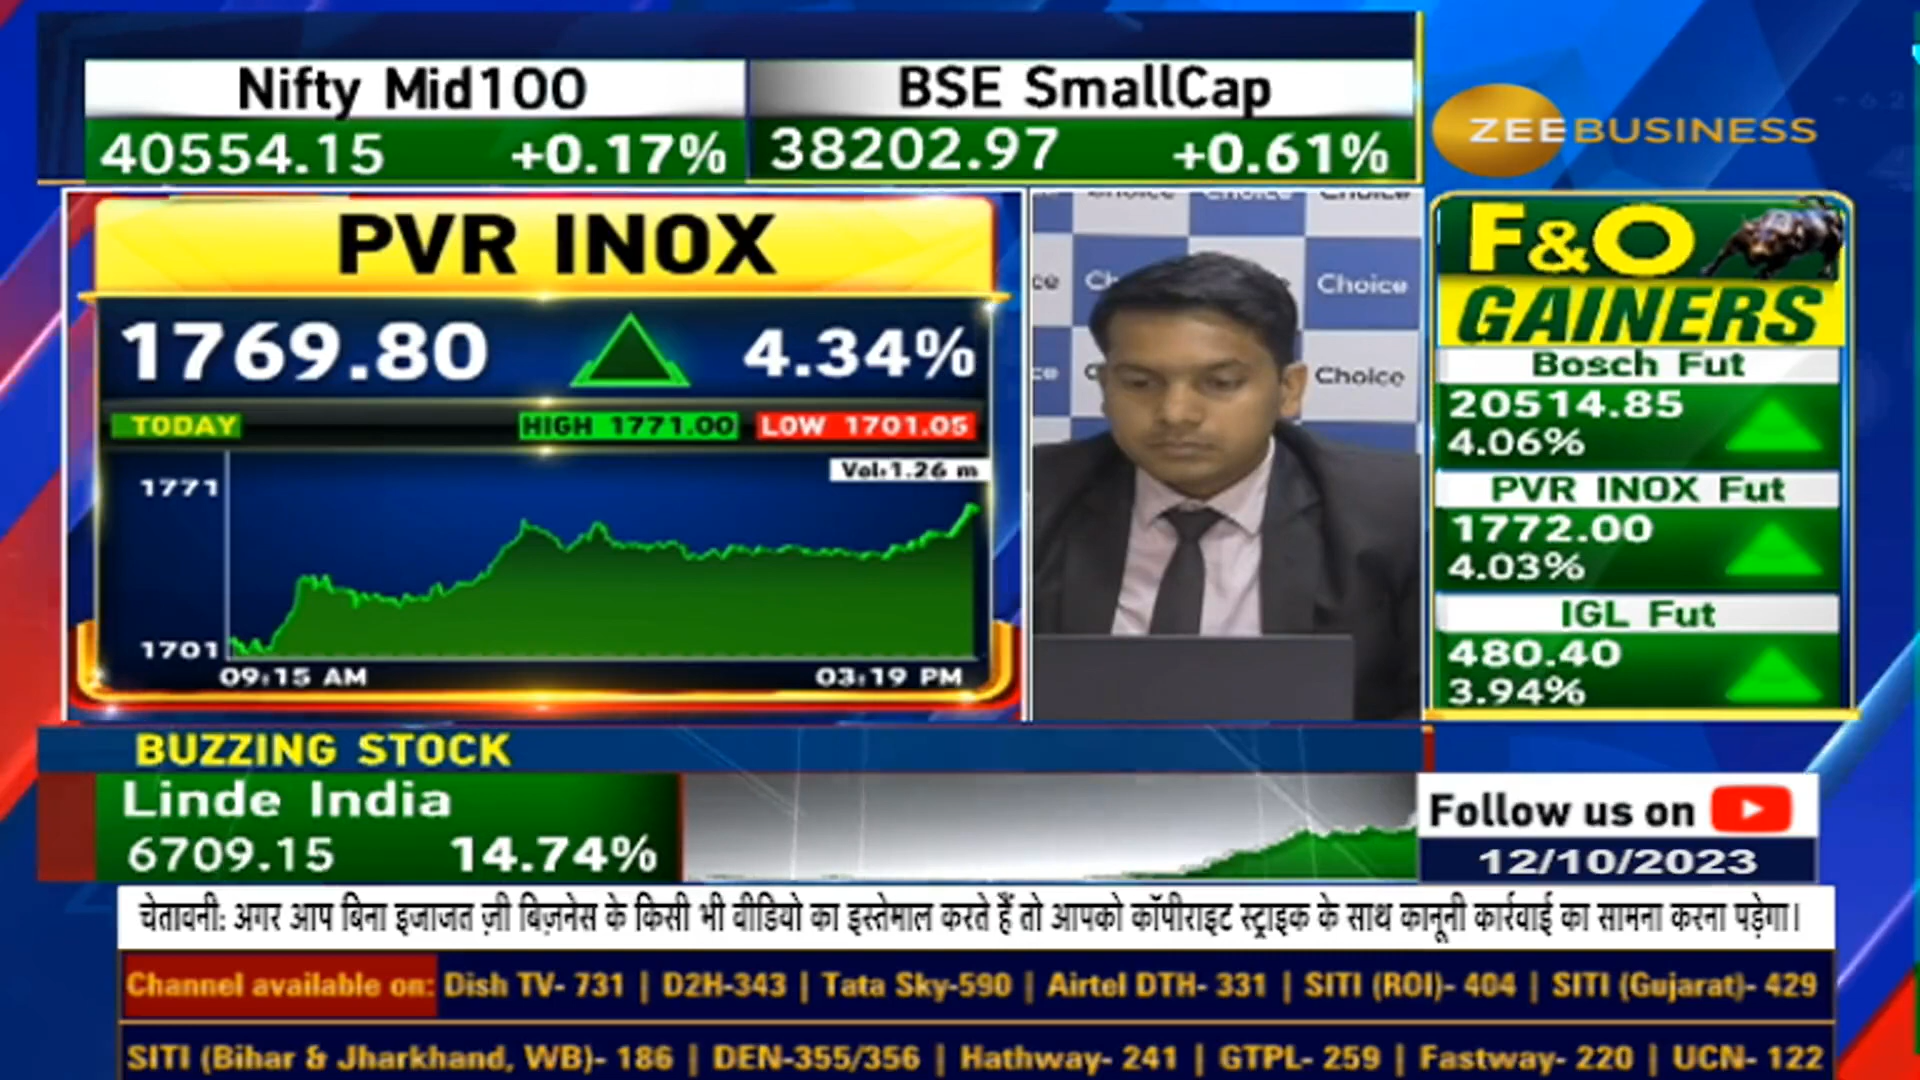 Nifty Mid100
40554.15 +0.17%
BSE SmallCap
38202.97 +0.61%
ZEEBUSINESS
PVR INOX
1769.80 4.34%
TODAY HIGH 1771.00 LOW 1701.05
Vol:1.26 m
1771
1701
09:15 AM 03:19 PM
Choice Choice Choice
ce Ch Choice
ce C Choice
F&O
GAINERS
Bosch Fut
20514.85
4.06%
PVR INOX Fut
1772.00
4.03%
IGL Fut
480.40
3.94%
BUZZING STOCK
Linde India
6709.15 14.74%
Follow us on
12/10/2023
चेतावनी: अगर आप बिना इजाजत ज़ी बिज़नेस के किसी भी वीडियो का इस्तेमाल करते हैं तो आपको कॉपीराइट स्ट्राइक के साथ कानूनी कार्रवाई का सामना करना पड़ेगा।
Channel available on: Dish TV- 731 | D2H-343 | Tata Sky-590 | Airtel DTH- 331 | SITI (ROI)- 404 | SITI (Gujarat)- 429
SITI (Bihar & Jharkhand, WB)- 186 | DEN-355/356 | Hathway- 241 | GTPL- 259 | Fastway- 220 | UCN- 122